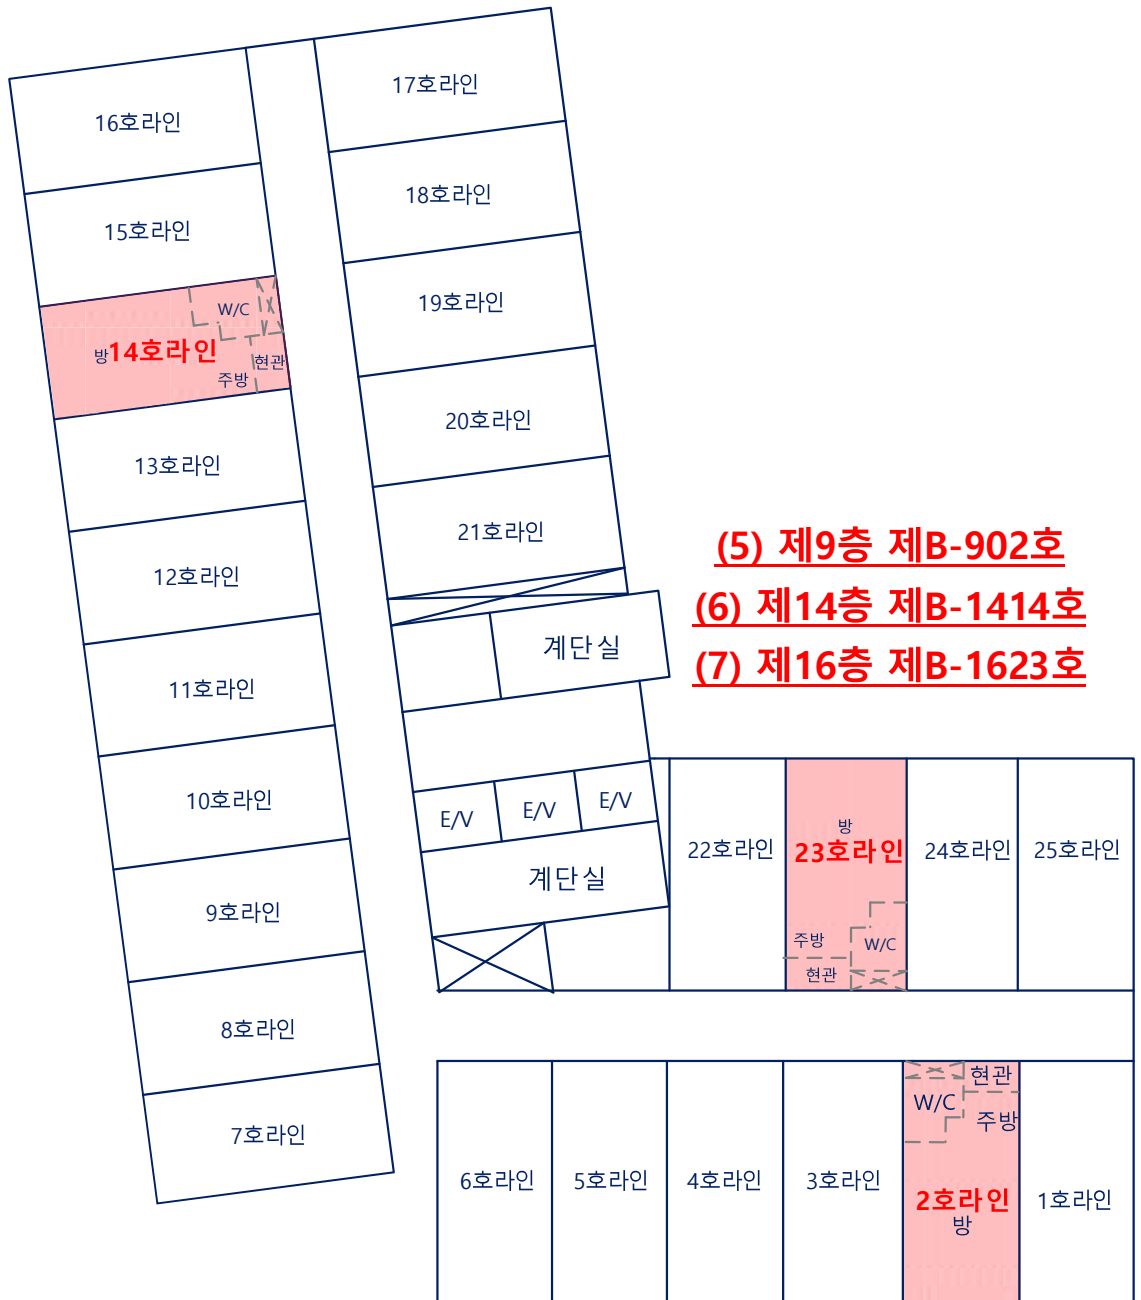 17호라인
16호라인
18호라인
15호라인
19호라인
W/C
방
14호라인
현관
주방
20호라인
13호라인
21호라인
(5) 제9층 제B-902호
12호라인
(6) 제14층 제B-1414호
계단실
(7) 제16층 제B-1623호
11호라인
10호라인
E/V
E/V
E/V
방
22호라인
23호라인
24호라인
25호라인
계단실
9호라인
주방
W/C
현관
8호라인
현관
W/C
주방
7호라인
6호라인
5호라인
4호라인
3호라인
2호라인
1호라인
방